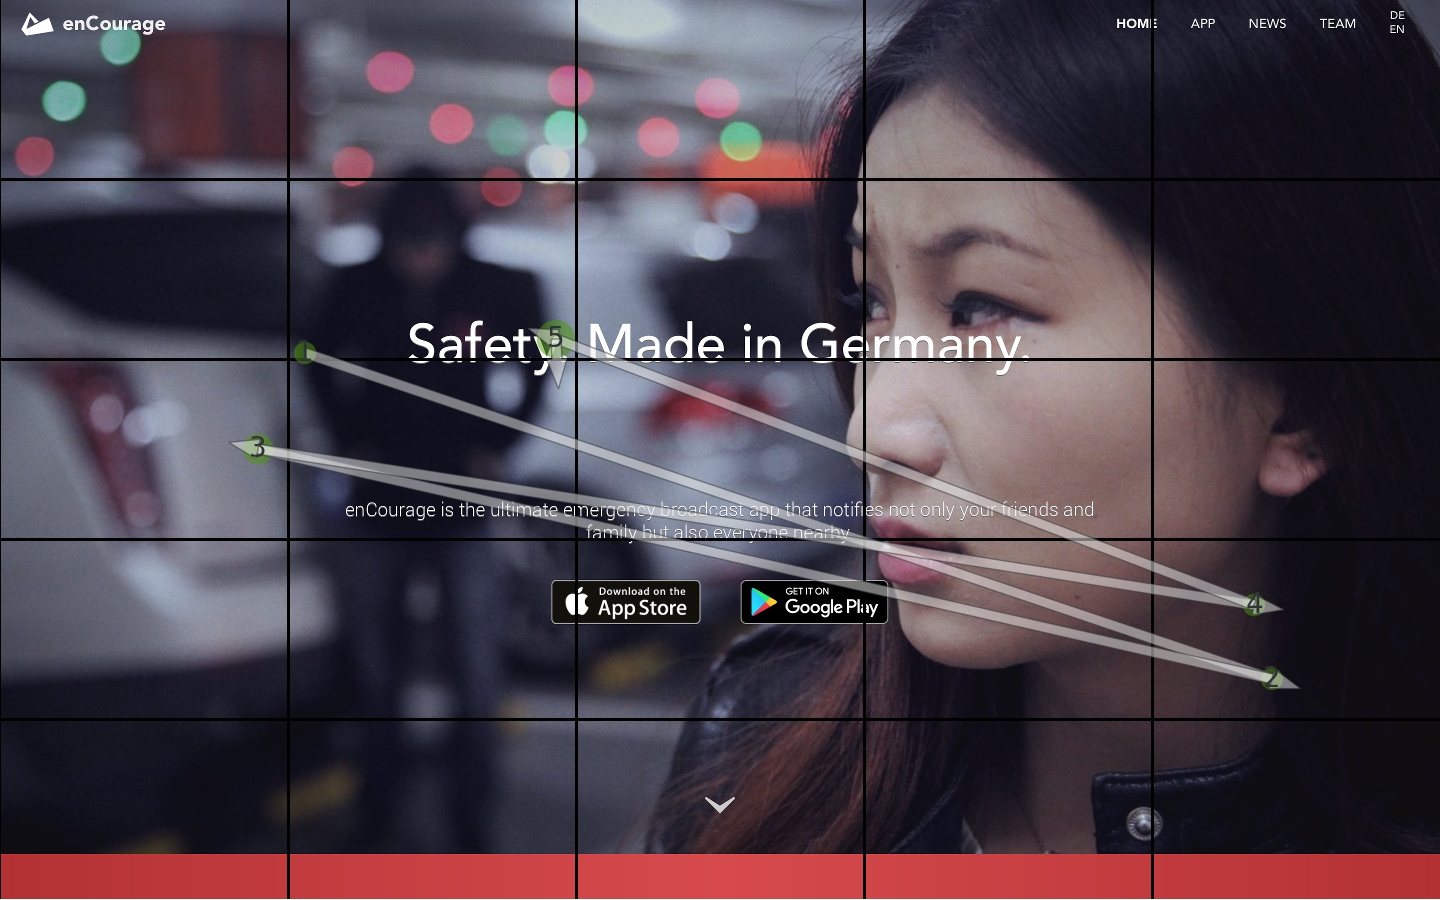 enCourage
HOME APP NEWS TEAM DE
EN
Safety. Made in Germany.
1
5
3
enCourage is the ultimate emergency broadcast app that notifies not only your friends and
family but also everyone nearby.
Download on the App Store
GET IT ON Google Play
4
2